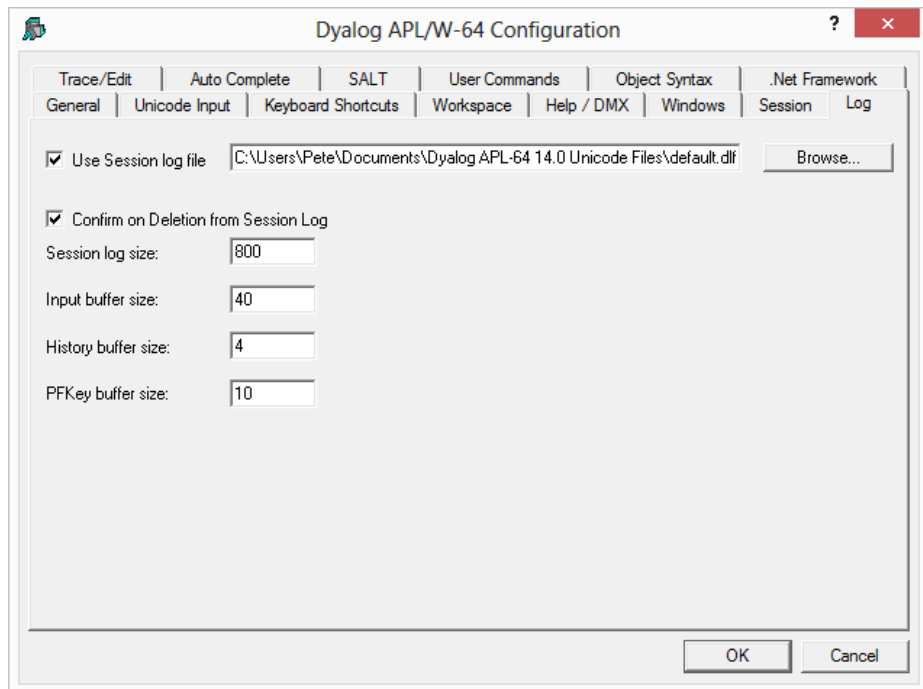 Dyalog APL/W-64 Configuration ? ×
Trace/Edit Auto Complete SALT User Commands Object Syntax .Net Framework
General Unicode Input Keyboard Shortcuts Workspace Help / DMX Windows Session Log
Use Session log file C:\Users\Pete\Documents\Dyalog APL-64 14.0 Unicode Files\default.dlf Browse...
Confirm on Deletion from Session Log
Session log size: 800
Input buffer size: 40
History buffer size: 4
PFKey buffer size: 10
OK Cancel